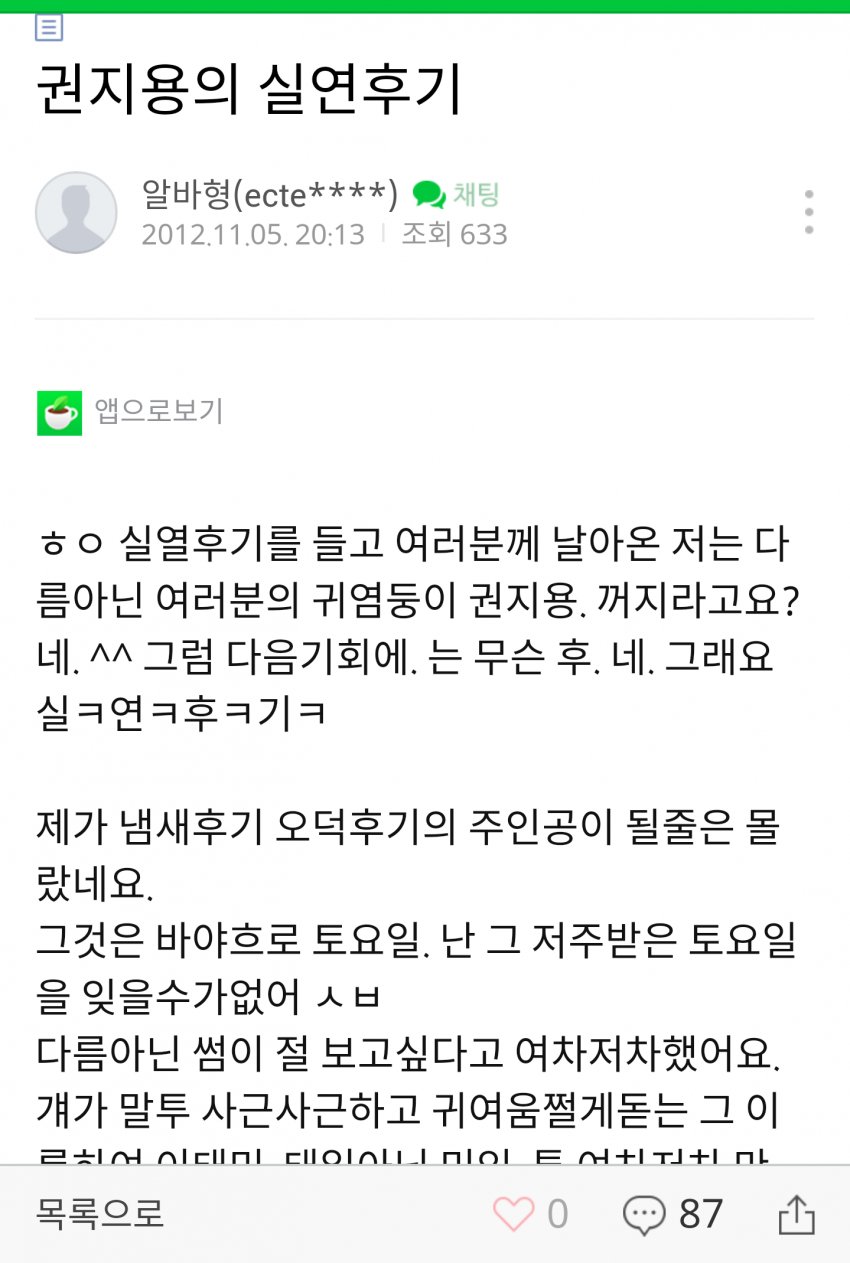 권지용의 실연후기
알바형(ecte****) 채팅
2012.11.05. 20:13 조회 633
앱으로보기
ㅎㅇ 실열후기를 들고 여러분께 날아온 저는 다
름아닌 여러분의 귀염둥이 권지용. 꺼지라고요?
네. ^^ 그럼 다음기회에. 는 무슨 후. 네. 그래요
실ㅋ연ㅋ후ㅋ기ㅋ
제가 냄새후기 오덕후기의 주인공이 될줄은 몰
랐네요.
그것은 바야흐로 토요일. 난 그 저주받은 토요일
을 잊을수가없어 ㅅㅂ
다름아닌 썸이 절 보고싶다고 여차저차했어요.
걔가 말투 사근사근하고 귀여움쩔게돋는 그 이
목록으로 0 87